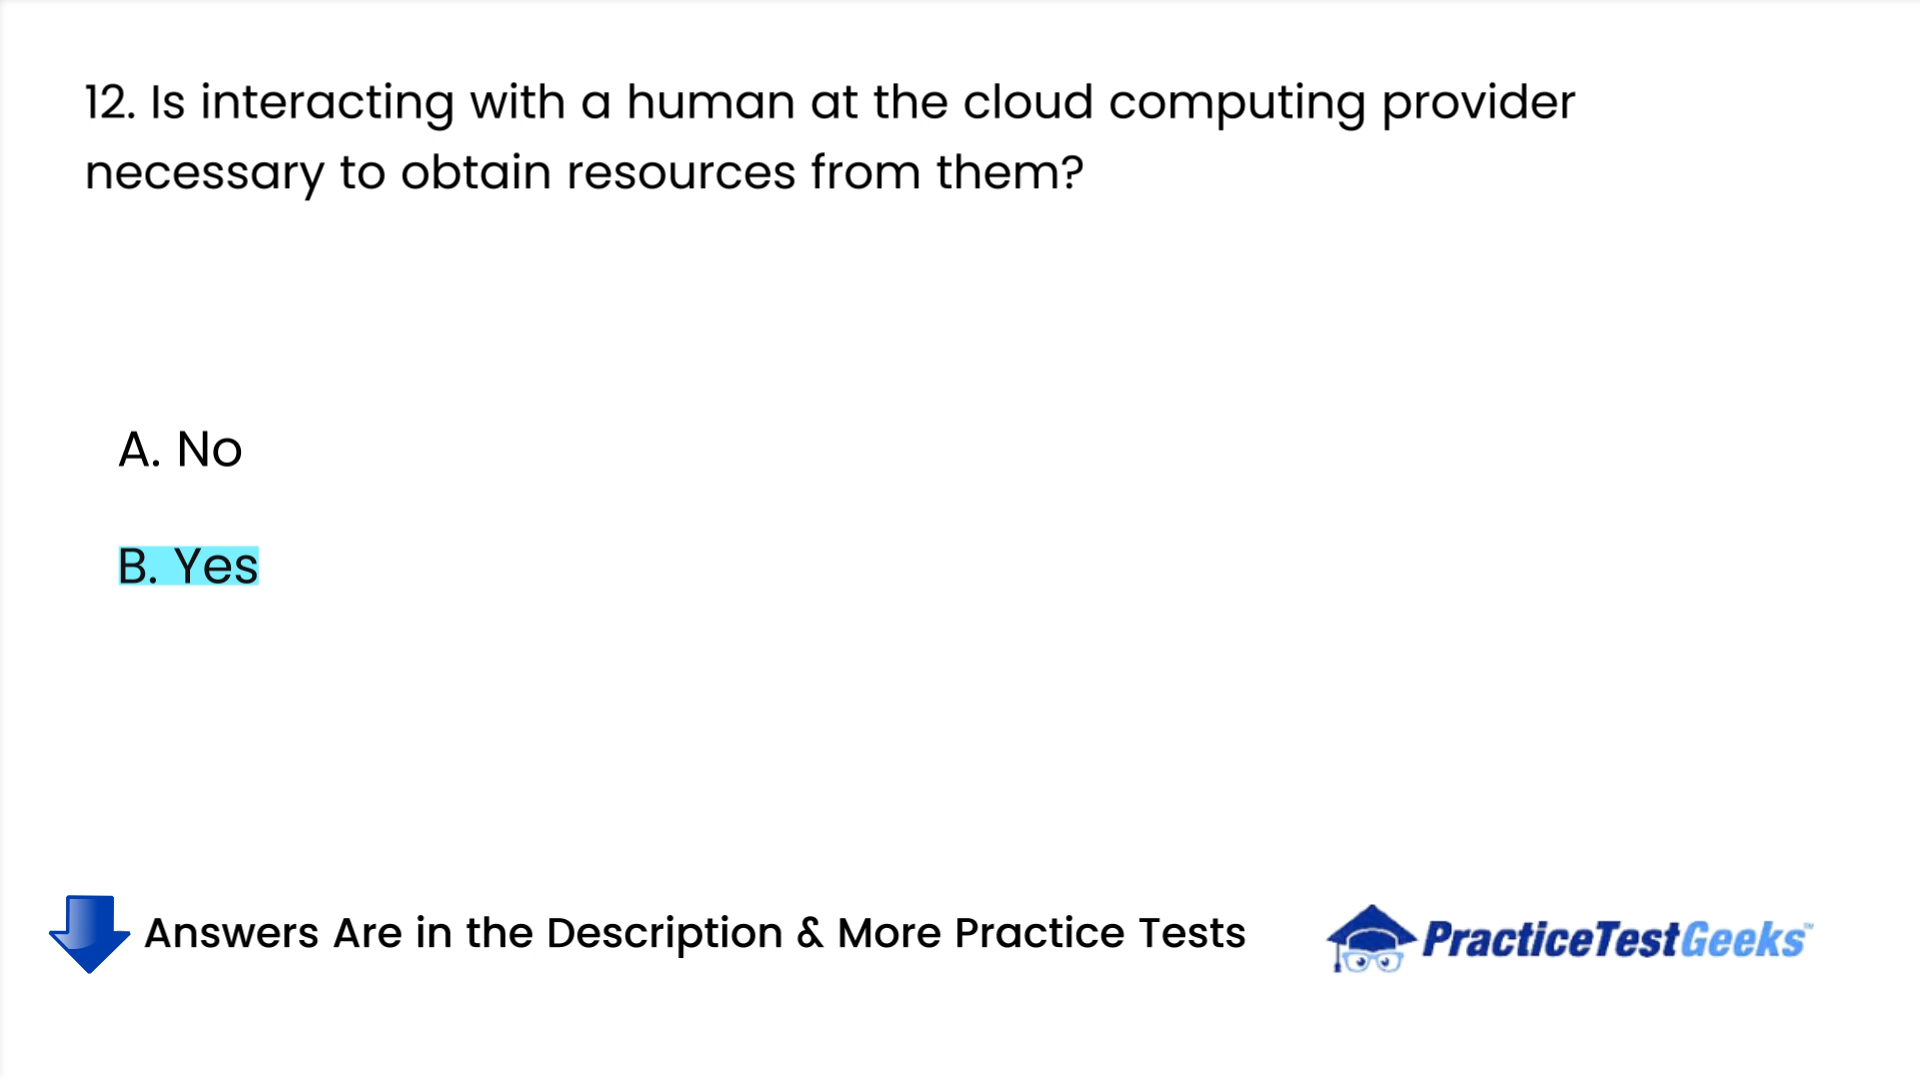 12. Is interacting with a human at the cloud computing provider
necessary to obtain resources from them?
A. No
B. Yes
Answers Are in the Description & More Practice Tests
PracticeTestGeeks™